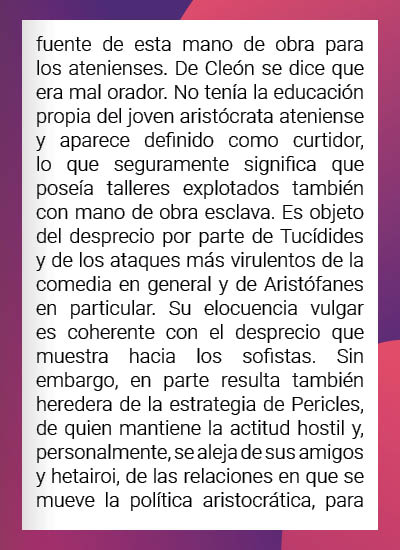 fuente de esta mano de obra para
los atenienses. De Cleón se dice que
era mal orador. No tenía la educación
propia del joven aristócrata ateniense
y aparece definido como curtidor,
lo que seguramente significa que
poseía talleres explotados también
con mano de obra esclava. Es objeto
del desprecio por parte de Tucídides
y de los ataques más virulentos de la
comedia en general y de Aristófanes
en particular. Su elocuencia vulgar
es coherente con el desprecio que
muestra hacia los sofistas. Sin
embargo, en parte resulta también
heredera de la estrategia de Pericles,
de quien mantiene la actitud hostil y,
personalmente, se aleja de sus amigos
y hetairoi, de las relaciones en que se
mueve la política aristocrática, para